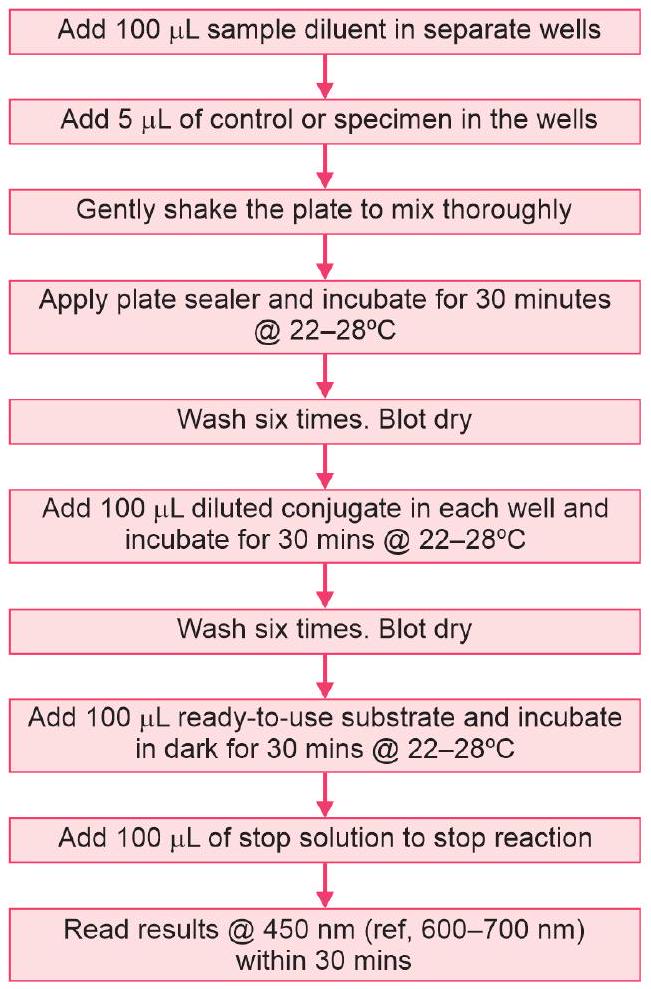 Add 100 μL sample diluent in separate wells
Add 5 μL of control or specimen in the wells
Gently shake the plate to mix thoroughly
Apply plate sealer and incubate for 30 minutes
@ 22–28ºC
Wash six times. Blot dry
Add 100 μL diluted conjugate in each well and
incubate for 30 mins @ 22–28ºC
Wash six times. Blot dry
Add 100 μL ready-to-use substrate and incubate
in dark for 30 mins @ 22–28ºC
Add 100 μL of stop solution to stop reaction
Read results @ 450 nm (ref, 600–700 nm)
within 30 mins